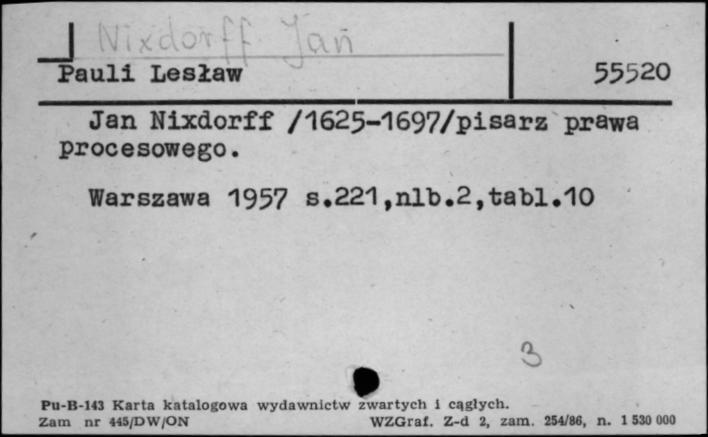 Nixdorff Jan
Pauli Lesław 55520
Jan Nixdorff /1625-1697/pisarz prawa
procesowego.
Warszawa 1957 s.221,nlb.2,tabl.10
3
Pu-B-143 Karta katalogowa wydawnictw zwartych i ciągłych.
Zam nr 445/DW/ON WZGraf. Z-d 2, zam. 254/86, n. 1 530 000